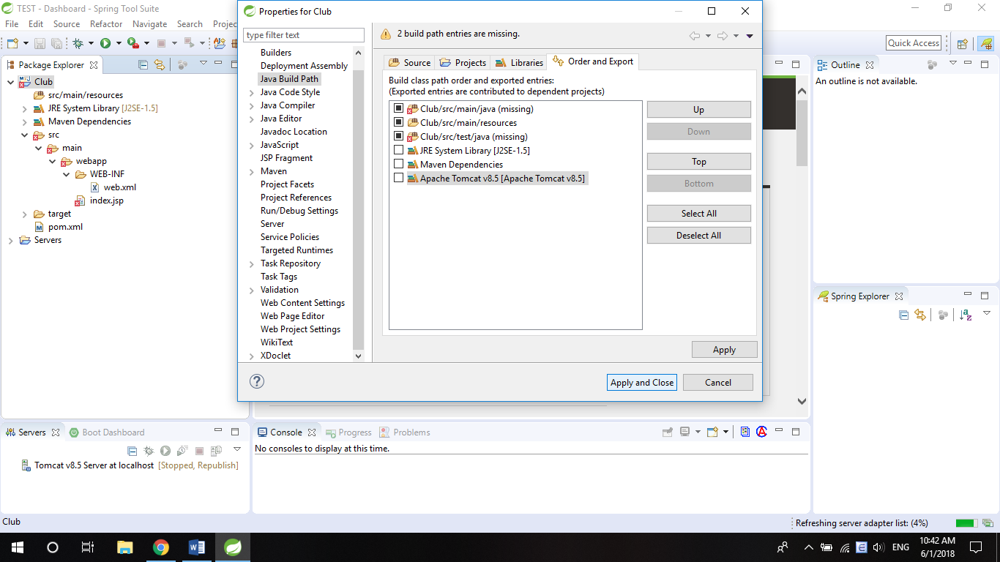 TEST - Dashboard - Spring Tool Suite
File Edit Source Refactor Navigate Search Projec
Quick Access
Package Explorer
Club
src/main/resources
JRE System Library [J2SE-1.5]
Maven Dependencies
src
main
webapp
WEB-INF
web.xml
index.jsp
target
pom.xml
Servers
Properties for Club
type filter text
Builders
Deployment Assembly
Java Build Path
Java Code Style
Java Compiler
Java Editor
Javadoc Location
JavaScript
JSP Fragment
Maven
Project Facets
Project References
Run/Debug Settings
Server
Service Policies
Targeted Runtimes
Task Repository
Task Tags
Validation
Web Content Settings
Web Page Editor
Web Project Settings
WikiText
XDoclet
2 build path entries are missing.
Source Projects Libraries Order and Export
Build class path order and exported entries:
(Exported entries are contributed to dependent projects)
Club/src/main/java (missing)
Club/src/main/resources
Club/src/test/java (missing)
JRE System Library [J2SE-1.5]
Maven Dependencies
Apache Tomcat v8.5 [Apache Tomcat v8.5]
Up
Down
Top
Bottom
Select All
Deselect All
Apply
Apply and Close Cancel
Outline
An outline is not available.
Spring Explorer
Servers Boot Dashboard
Tomcat v8.5 Server at localhost [Stopped, Republish]
Console Progress Problems
No consoles to display at this time.
Club
Refreshing server adapter list: (4%)
ENG
10:42 AM
6/1/2018